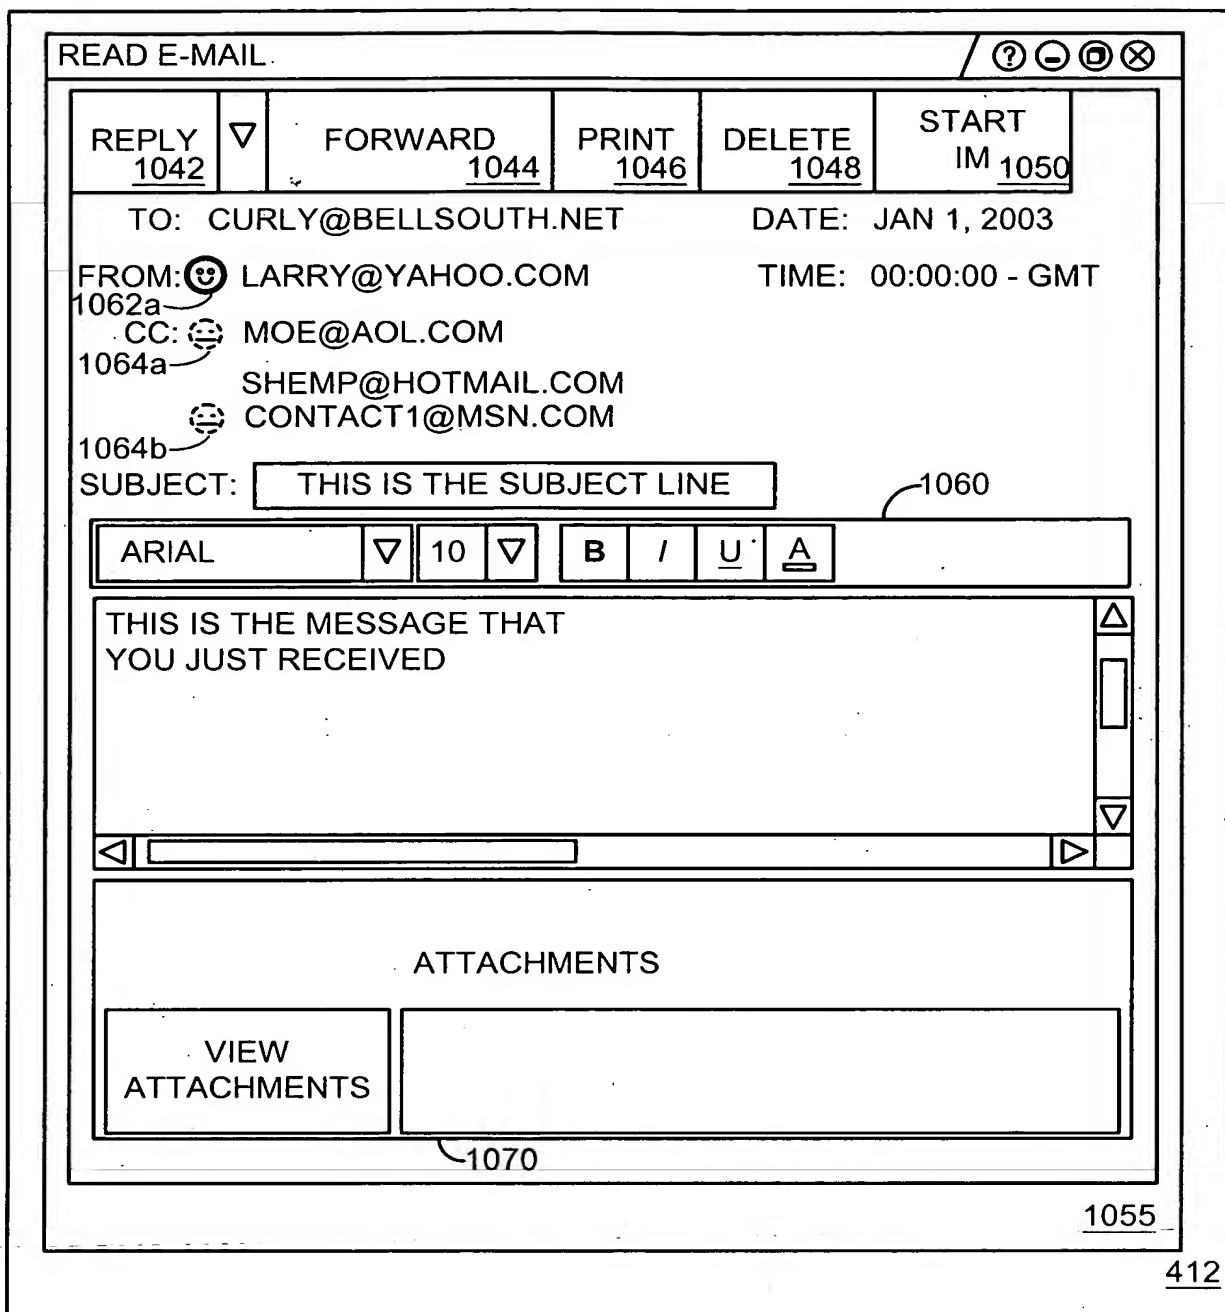 READ E-MAIL ?
REPLY 1042 FORWARD 1044 PRINT 1046 DELETE 1048 START IM 1050
TO: CURLY@BELLSOUTH.NET DATE: JAN 1, 2003
FROM: LARRY@YAHOO.COM TIME: 00:00:00 - GMT
1062a
CC: MOE@AOL.COM
1064a
SHEMP@HOTMAIL.COM
CONTACT1@MSN.COM
1064b
SUBJECT: THIS IS THE SUBJECT LINE 1060
ARIAL 10 B I U A
THIS IS THE MESSAGE THAT
YOU JUST RECEIVED
ATTACHMENTS
VIEW
ATTACHMENTS
1070
1055
412